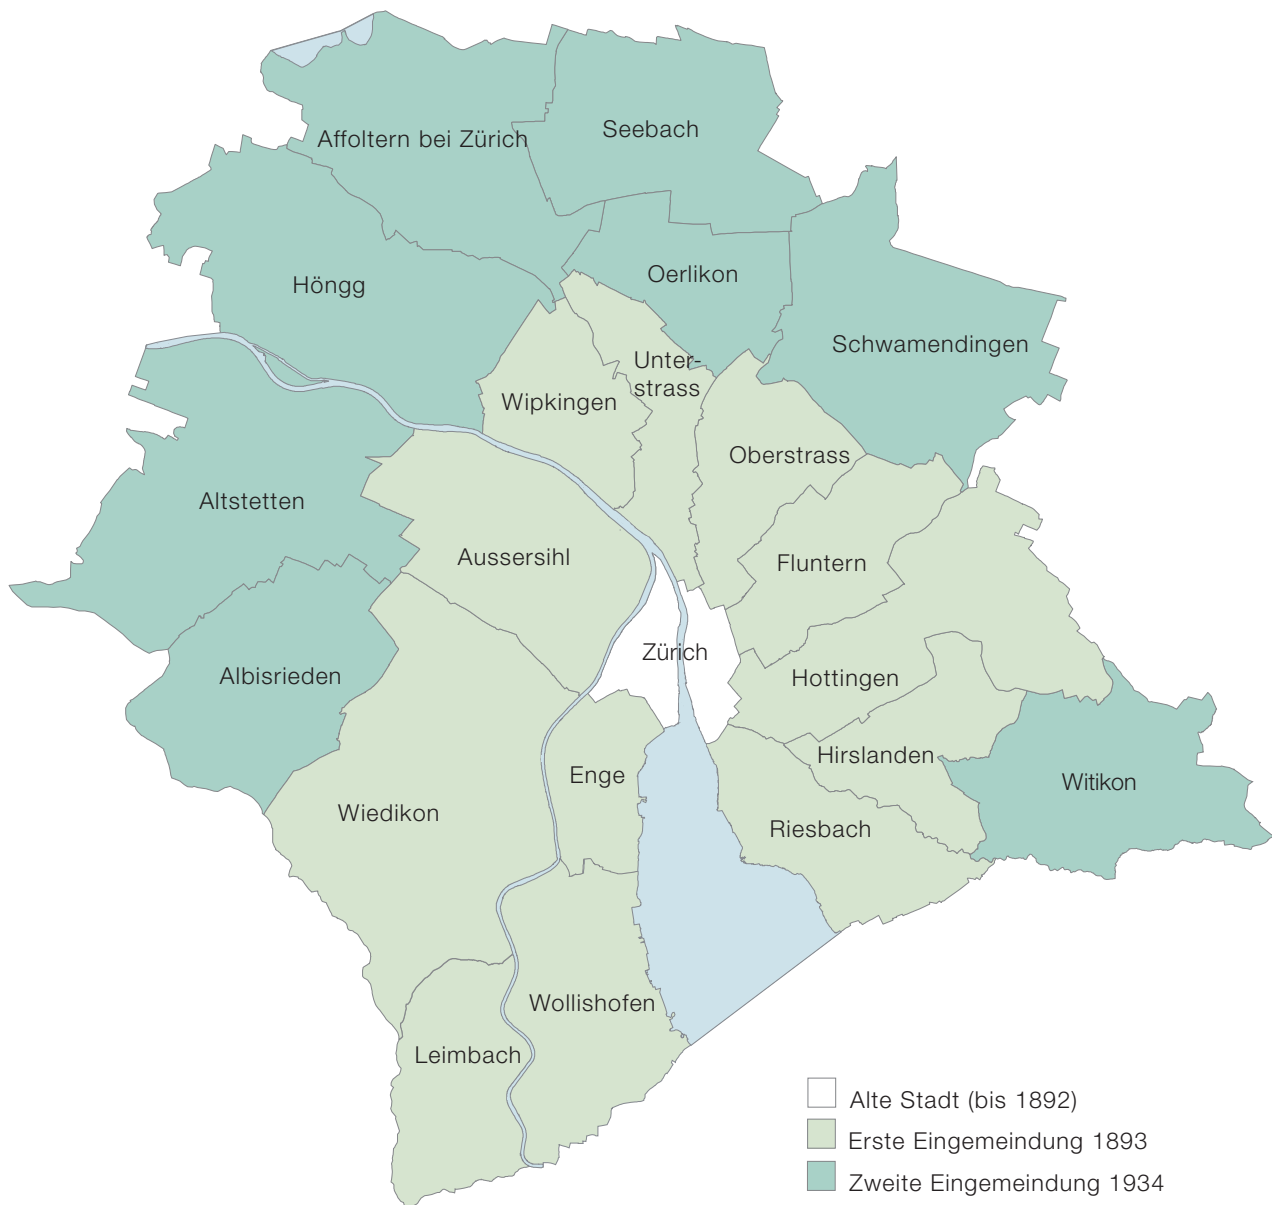 Affoltern bei Zürich
Seebach
Höngg
Oerlikon
Schwamendingen
Unter-
strass
Wipkingen
Oberstrass
Altstetten
Aussersihl
Fluntern
Zürich
Albisrieden
Hottingen
Hirslanden
Enge
Witikon
Wiedikon
Riesbach
Wollishofen
Leimbach
Alte Stadt (bis 1892)
Erste Eingemeindung 1893
Zweite Eingemeindung 1934